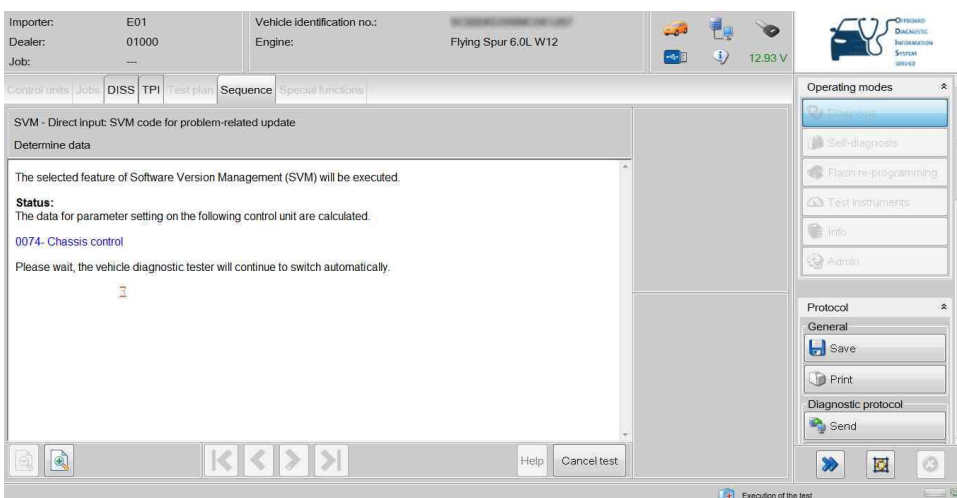 Importer: E01 Vehicle identification no.:
Dealer: 01000 Engine: Flying Spur 6.0L W12
Job: ---
12.93 V
OFFBOARD
DIAGNOSTIC
INFORMATION
SYSTEM
SERVICE
Control units Jobs DISS TPI Test plan Sequence Special functions
SVM - Direct input: SVM code for problem-related update
Determine data
The selected feature of Software Version Management (SVM) will be executed.
Status:
The data for parameter setting on the following control unit are calculated.
0074- Chassis control
Please wait, the vehicle diagnostic tester will continue to switch automatically.
Help Cancel test
Operating modes
Diagnosis
Self-diagnosis
Flash re-programming
Test instruments
Info
Admin
Protocol
General
Save
Print
Diagnostic protocol
Send
Execution of the test